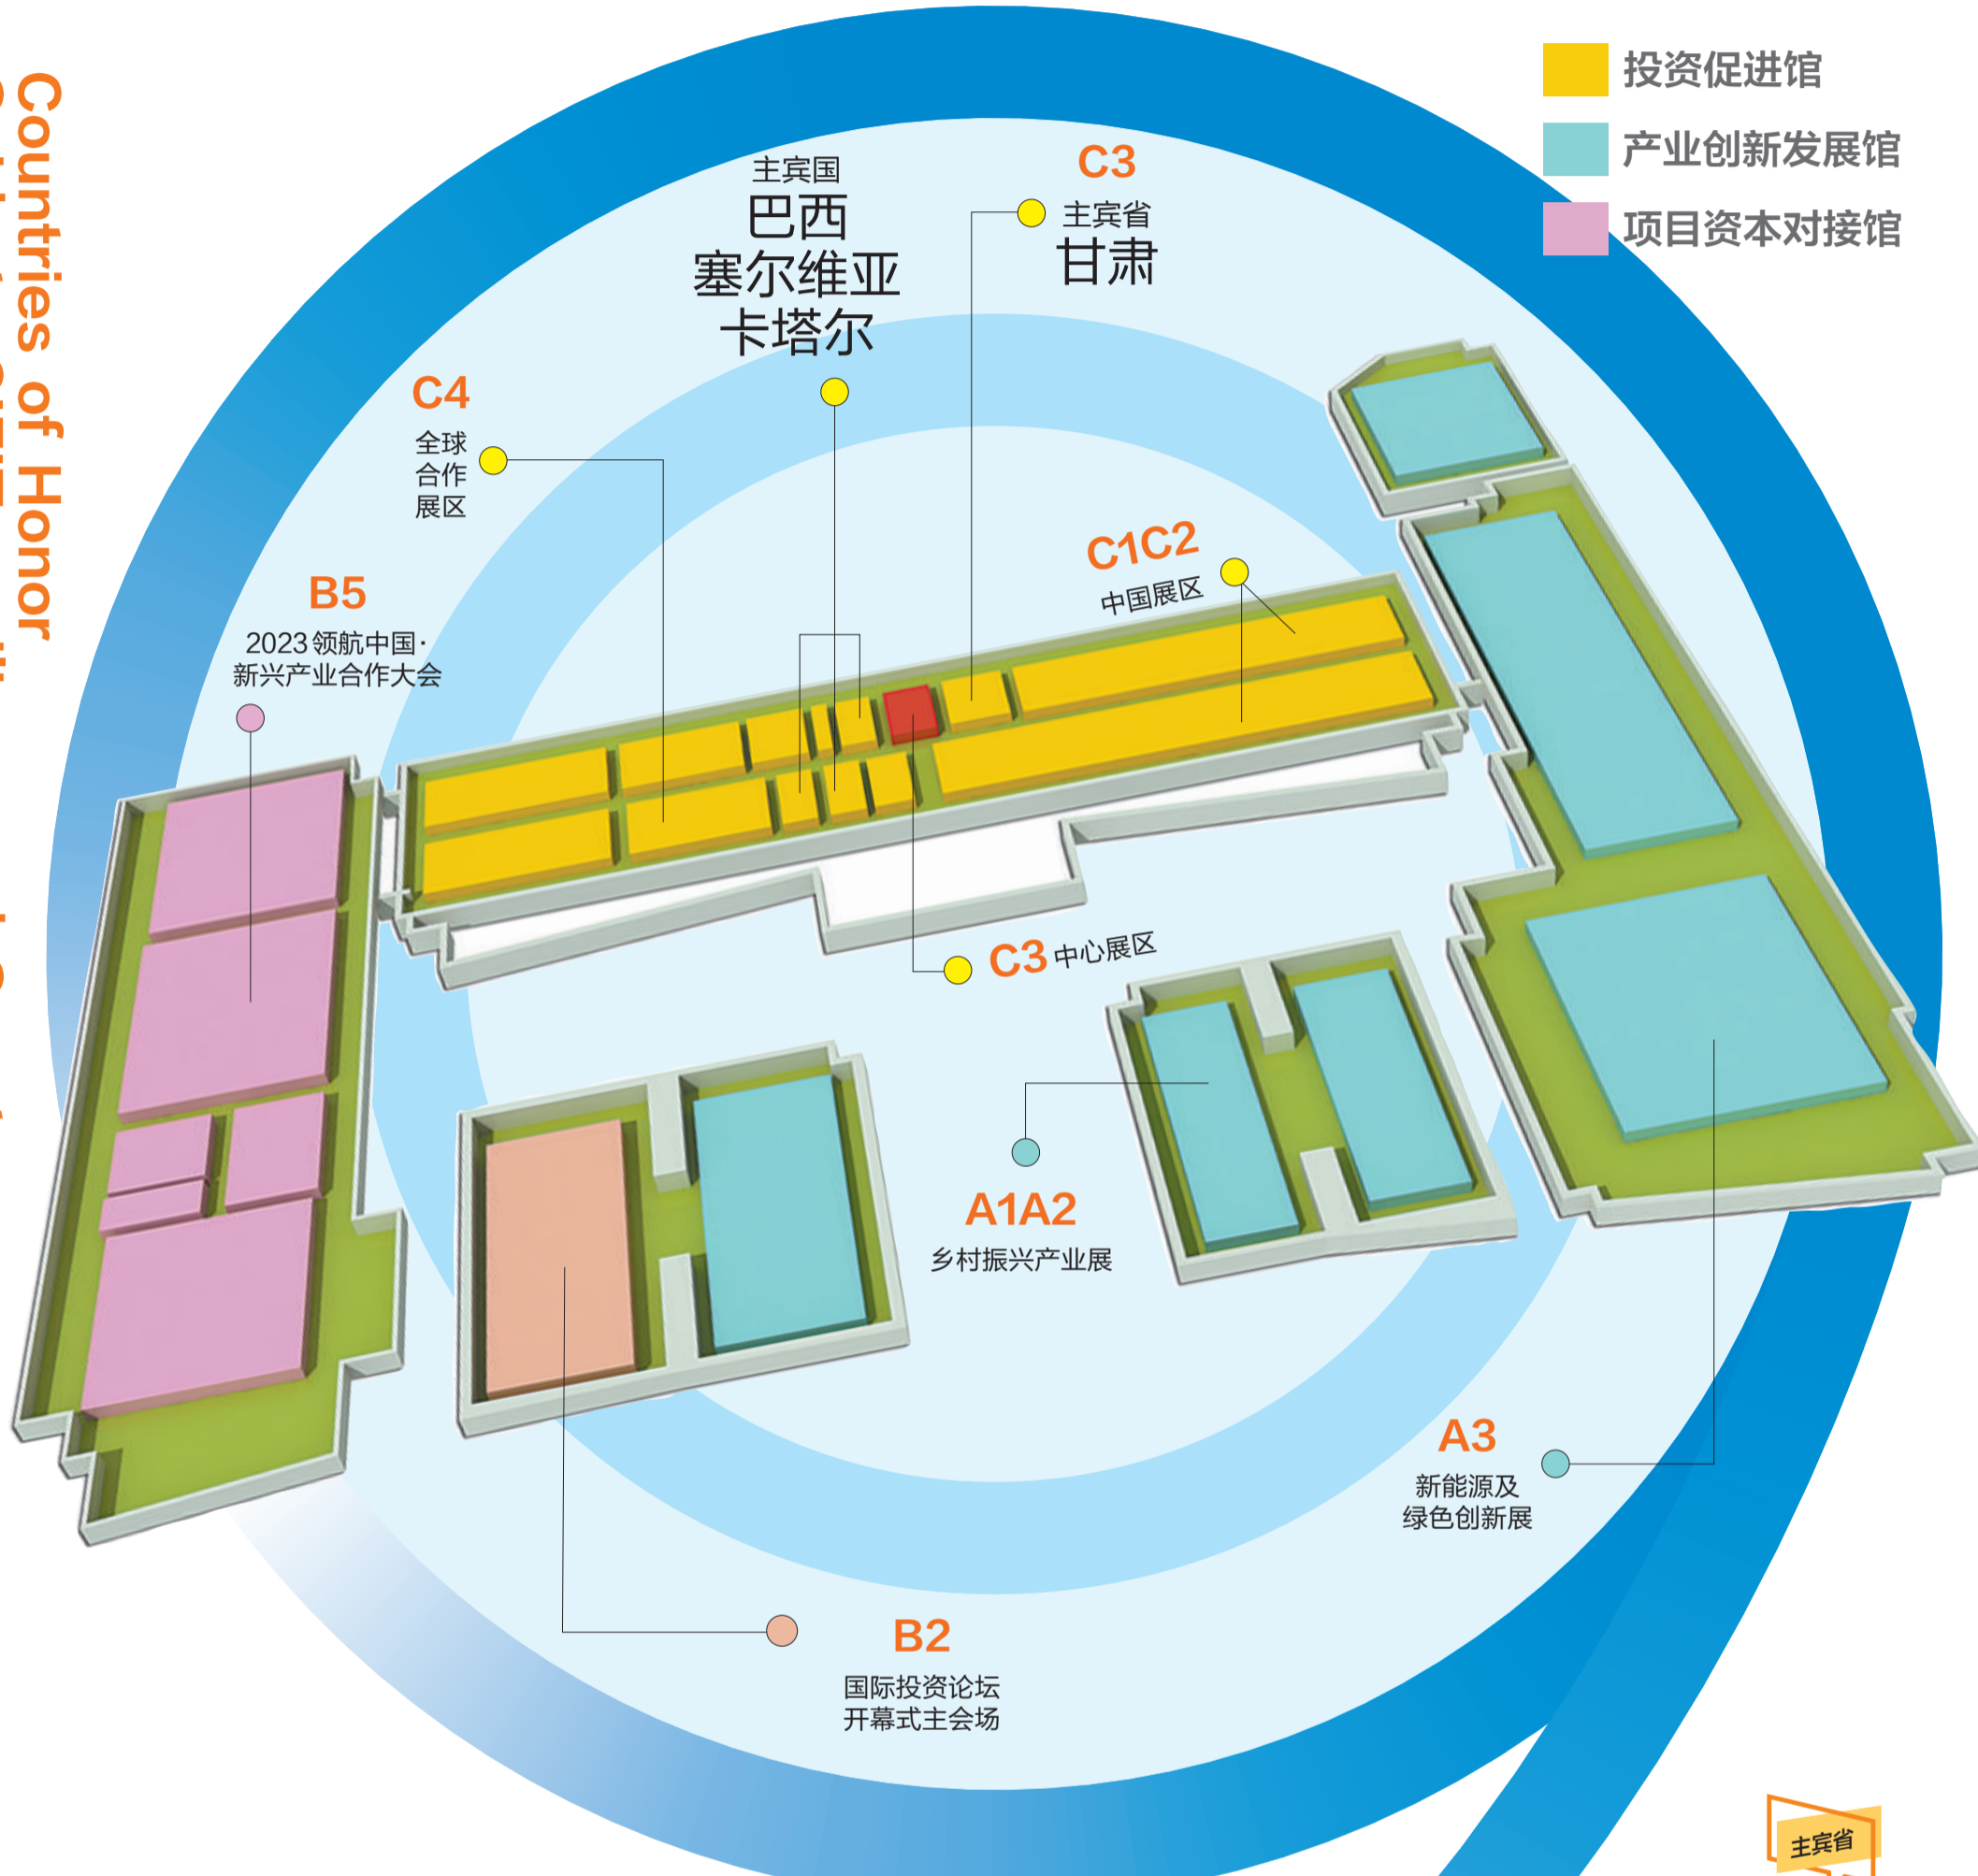 Countries of Honor
投资促进馆
产业创新发展馆
项目资本对接馆
主宾国
巴西
塞尔维亚
卡塔尔
C3
主宾省
甘肃
C4
全球
合作
展区
C1C2
中国展区
B5
2023 领航中国·
新兴产业合作大会
C3 中心展区
A1A2
乡村振兴产业展
A3
新能源及
绿色创新展
B2
国际投资论坛
开幕式主会场
主宾省